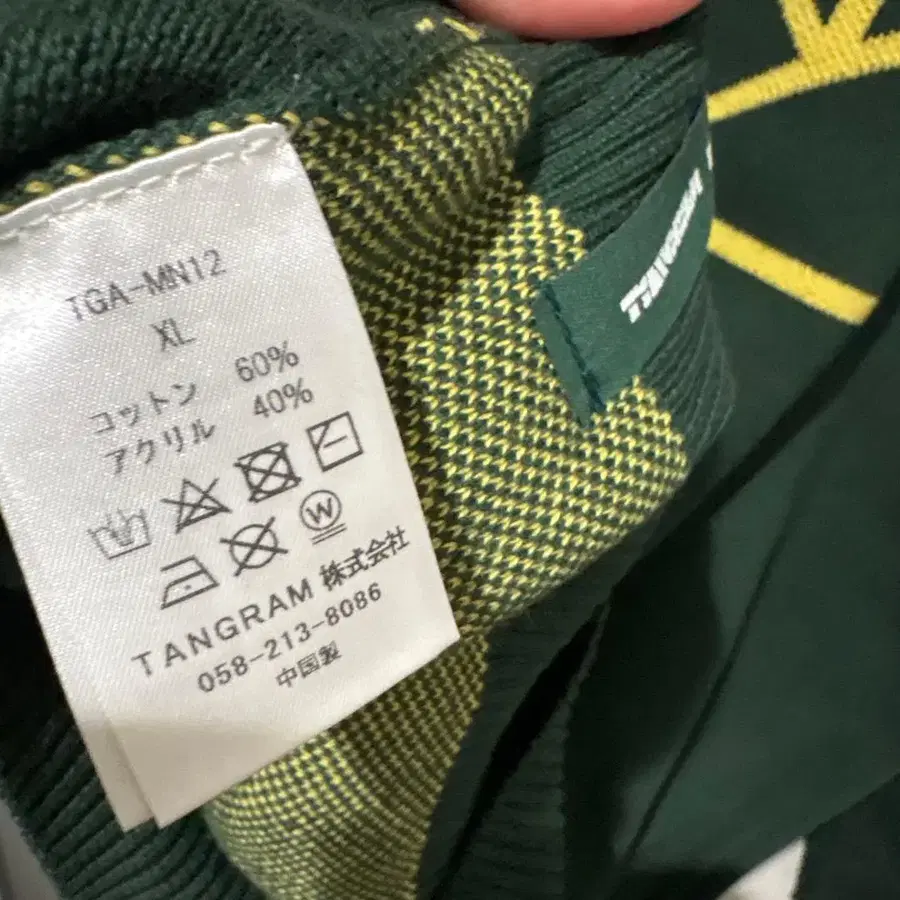 TGA-MN12
XL
コットン 60%
アクリル 40%
W
TANGRAM 株式会社
058-213-8086
中国製
TANGRAM